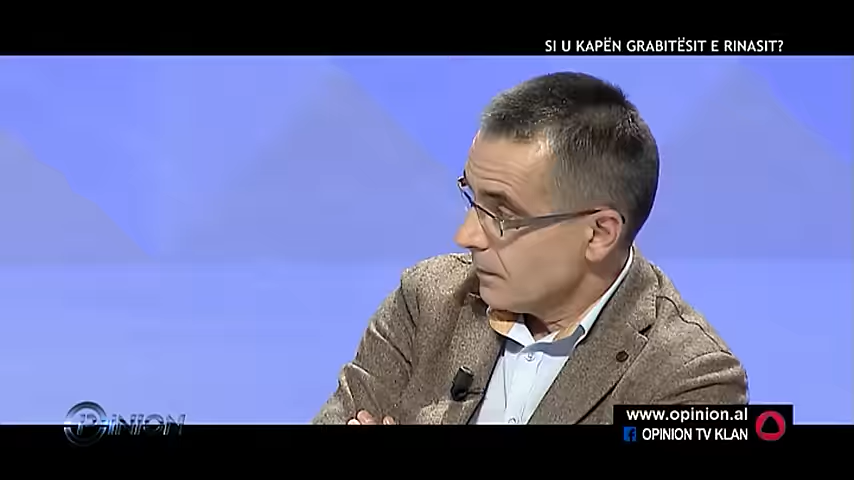 SI U KAPËN GRABITËSIT E RINASIT?
OPINION
www.opinion.al
OPINION TV KLAN